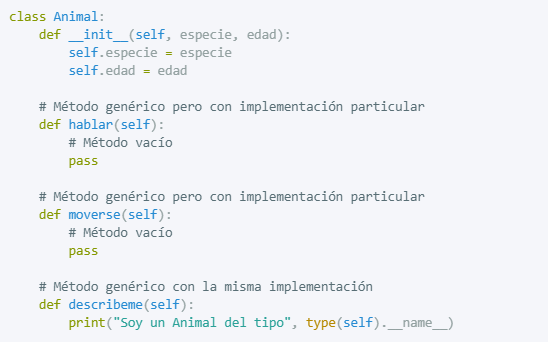 class Animal:
    def __init__(self, especie, edad):
        self.especie = especie
        self.edad = edad

    # Método genérico pero con implementación particular
    def hablar(self):
        # Método vacío
        pass

    # Método genérico pero con implementación particular
    def moverse(self):
        # Método vacío
        pass

    # Método genérico con la misma implementación
    def describeme(self):
        print("Soy un Animal del tipo", type(self).__name__)